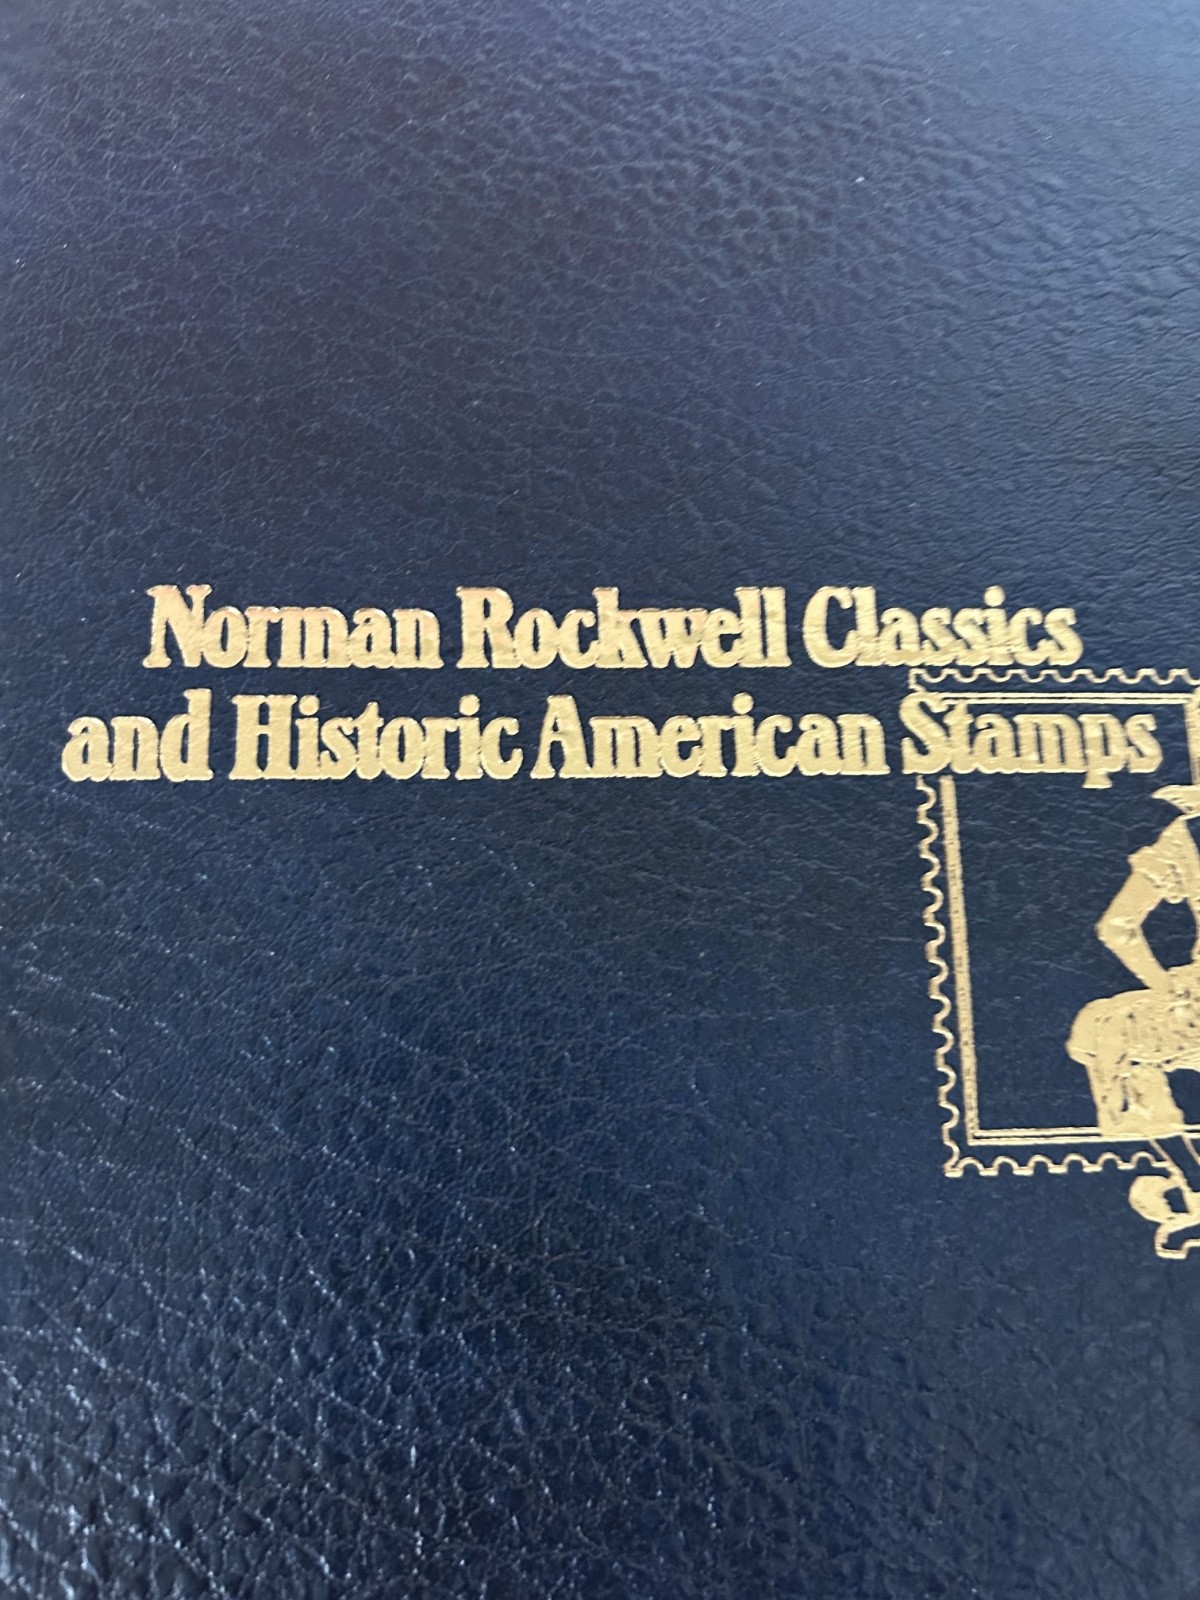 Norman Rockwell Classics
and Historic American Stamps